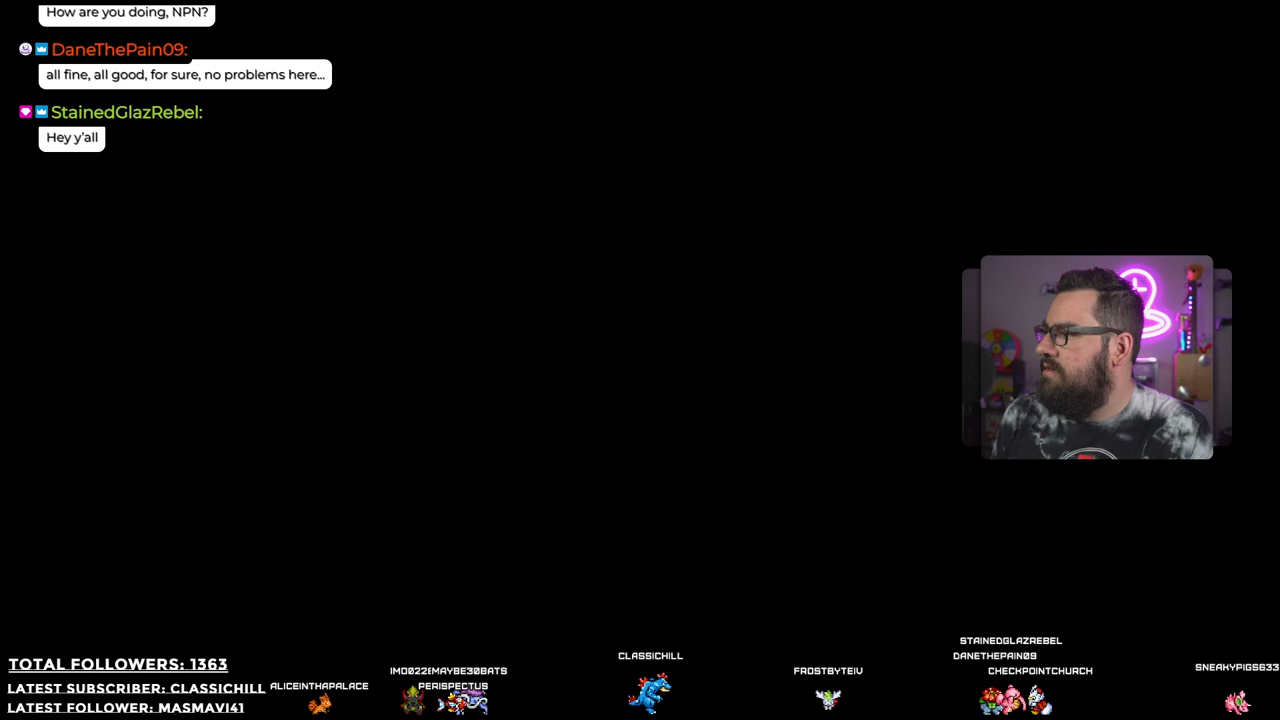 How are you doing, NPN?
DaneThePain09:
all fine, all good, for sure, no problems here...
StainedGlazRebel:
Hey y'all
STAINEDGLAZREBEL
CLASSICHILL
DANETHEPAIN09
TOTAL FOLLOWERS: 1363
MAYBE30BATS
FROSTBYTEIV
CHECKPOINTCHURCH
SNEAKYPIGS633
LATEST SUBSCRIBER: CLASSICHILL
ALICEINTHAPALACE
PERISPECTUS
LATEST FOLLOWER: MASMAVI41